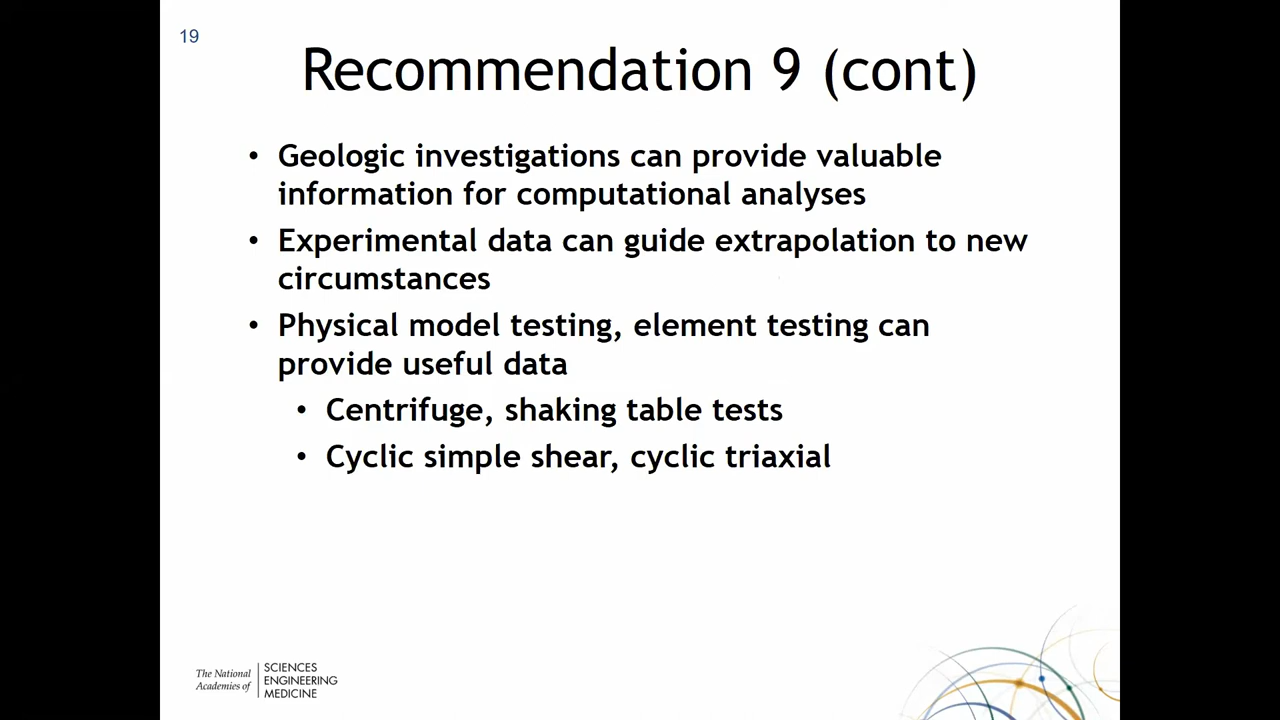 19
Recommendation 9 (cont)
• Geologic investigations can provide valuable
information for computational analyses
• Experimental data can guide extrapolation to new
circumstances
• Physical model testing, element testing can
provide useful data
• Centrifuge, shaking table tests
• Cyclic simple shear, cyclic triaxial
The National
Academies of
SCIENCES
ENGINEERING
MEDICINE